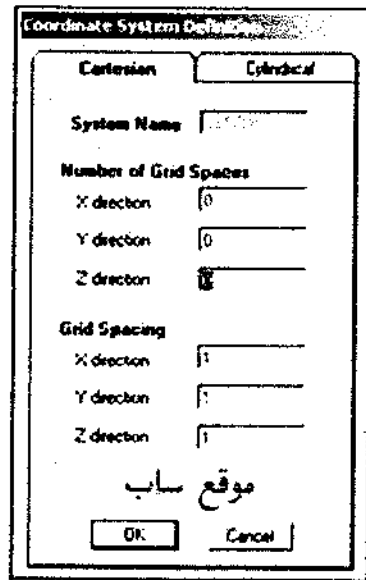 Coordinate System
Cartesian Cylindrical
System Name
Number of Grid Spaces
X direction 0
Y direction 0
Z direction
Grid Spacing
X direction 1
Y direction 1
Z direction 1
موقع ساب
OK Cancel